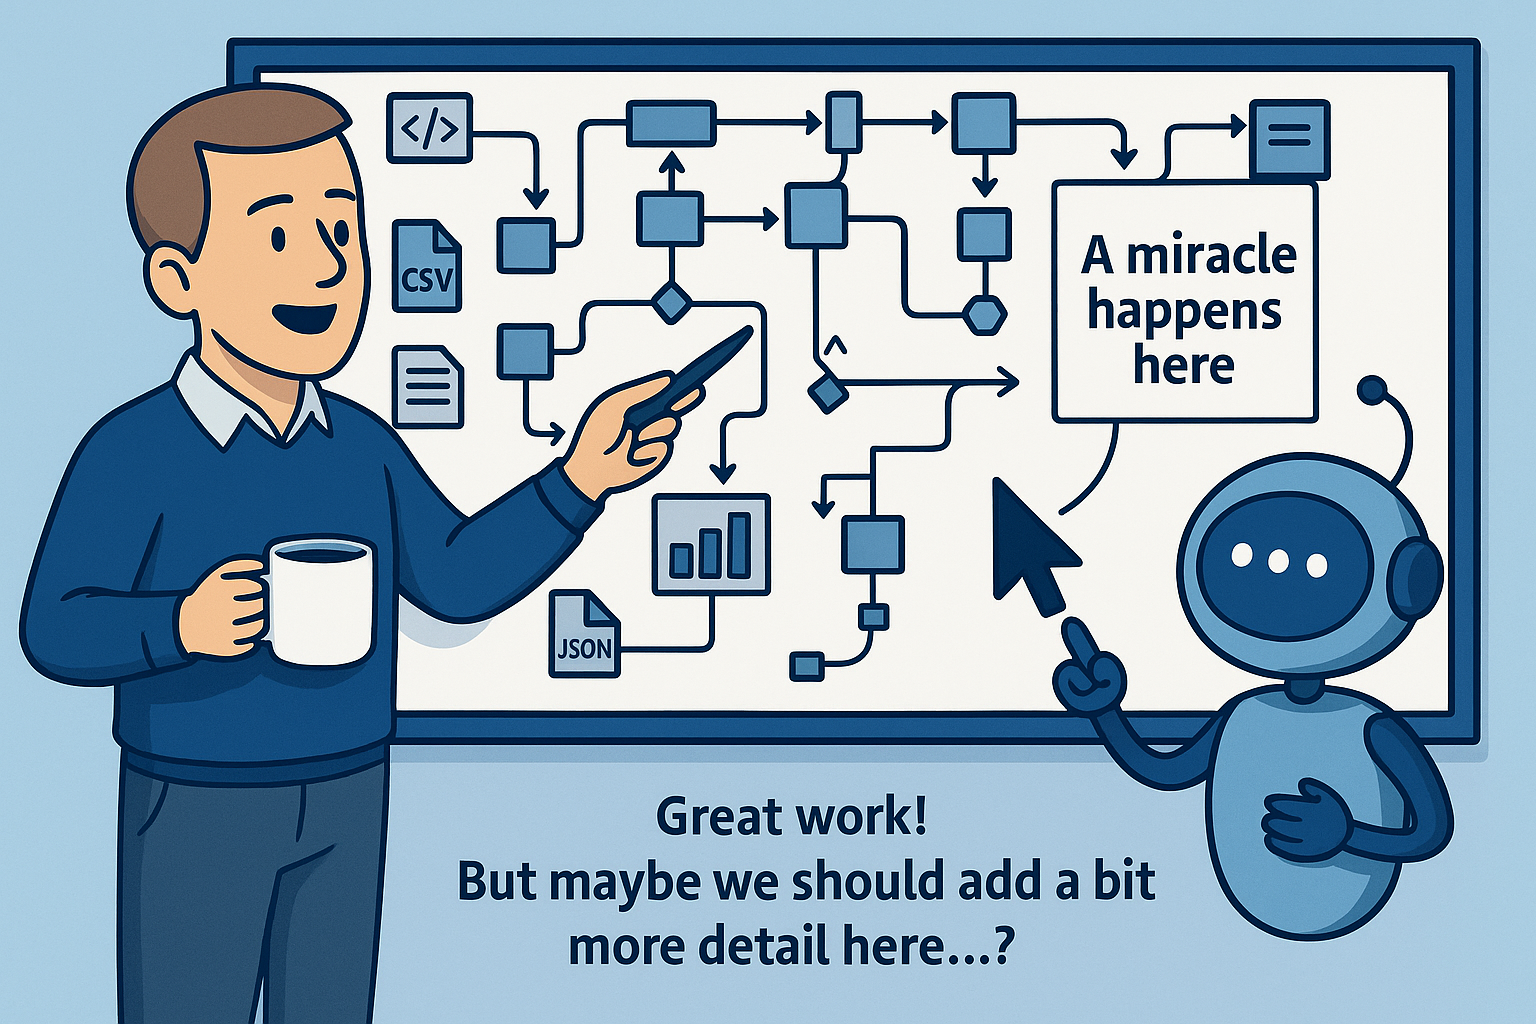 </>
CSV
A miracle
happens
here
JSON
Great work!
But maybe we should add a bit
more detail here...?